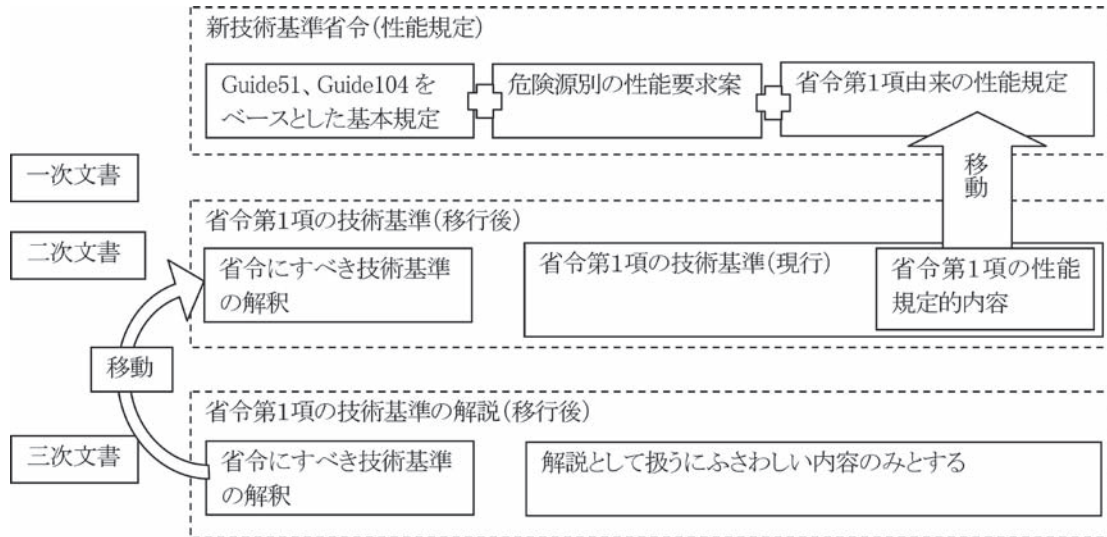 新技術基準省令(性能規定)
Guide51、Guide104を
ベースとした基本規定
危険源別の性能要求案
省令第1項由来の性能規定
移動
一次文書
省令第1項の技術基準(移行後)
二次文書
省令にすべき技術基準
の解釈
省令第1項の技術基準(現行)
省令第1項の性能
規定的内容
移動
省令第1項の技術基準の解説(移行後)
三次文書
省令にすべき技術基準
の解釈
解説として扱うにふさわしい内容のみとする